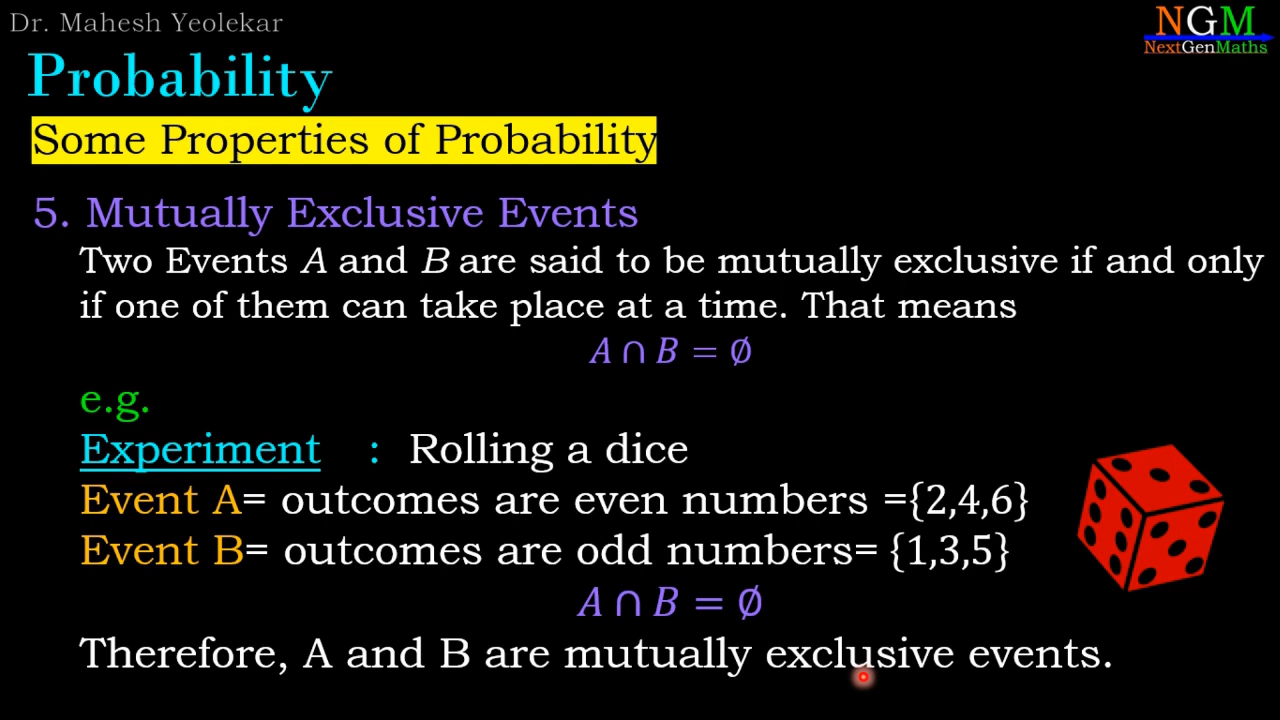 Dr. Mahesh Yeolekar
NGM
NextGenMaths
Probability
Some Properties of Probability
5. Mutually Exclusive Events
Two Events A and B are said to be mutually exclusive if and only
if one of them can take place at a time. That means
A ∩ B = ∅
e.g.
Experiment : Rolling a dice
Event A= outcomes are even numbers ={2,4,6}
Event B= outcomes are odd numbers= {1,3,5}
A ∩ B = ∅
Therefore, A and B are mutually exclusive events.